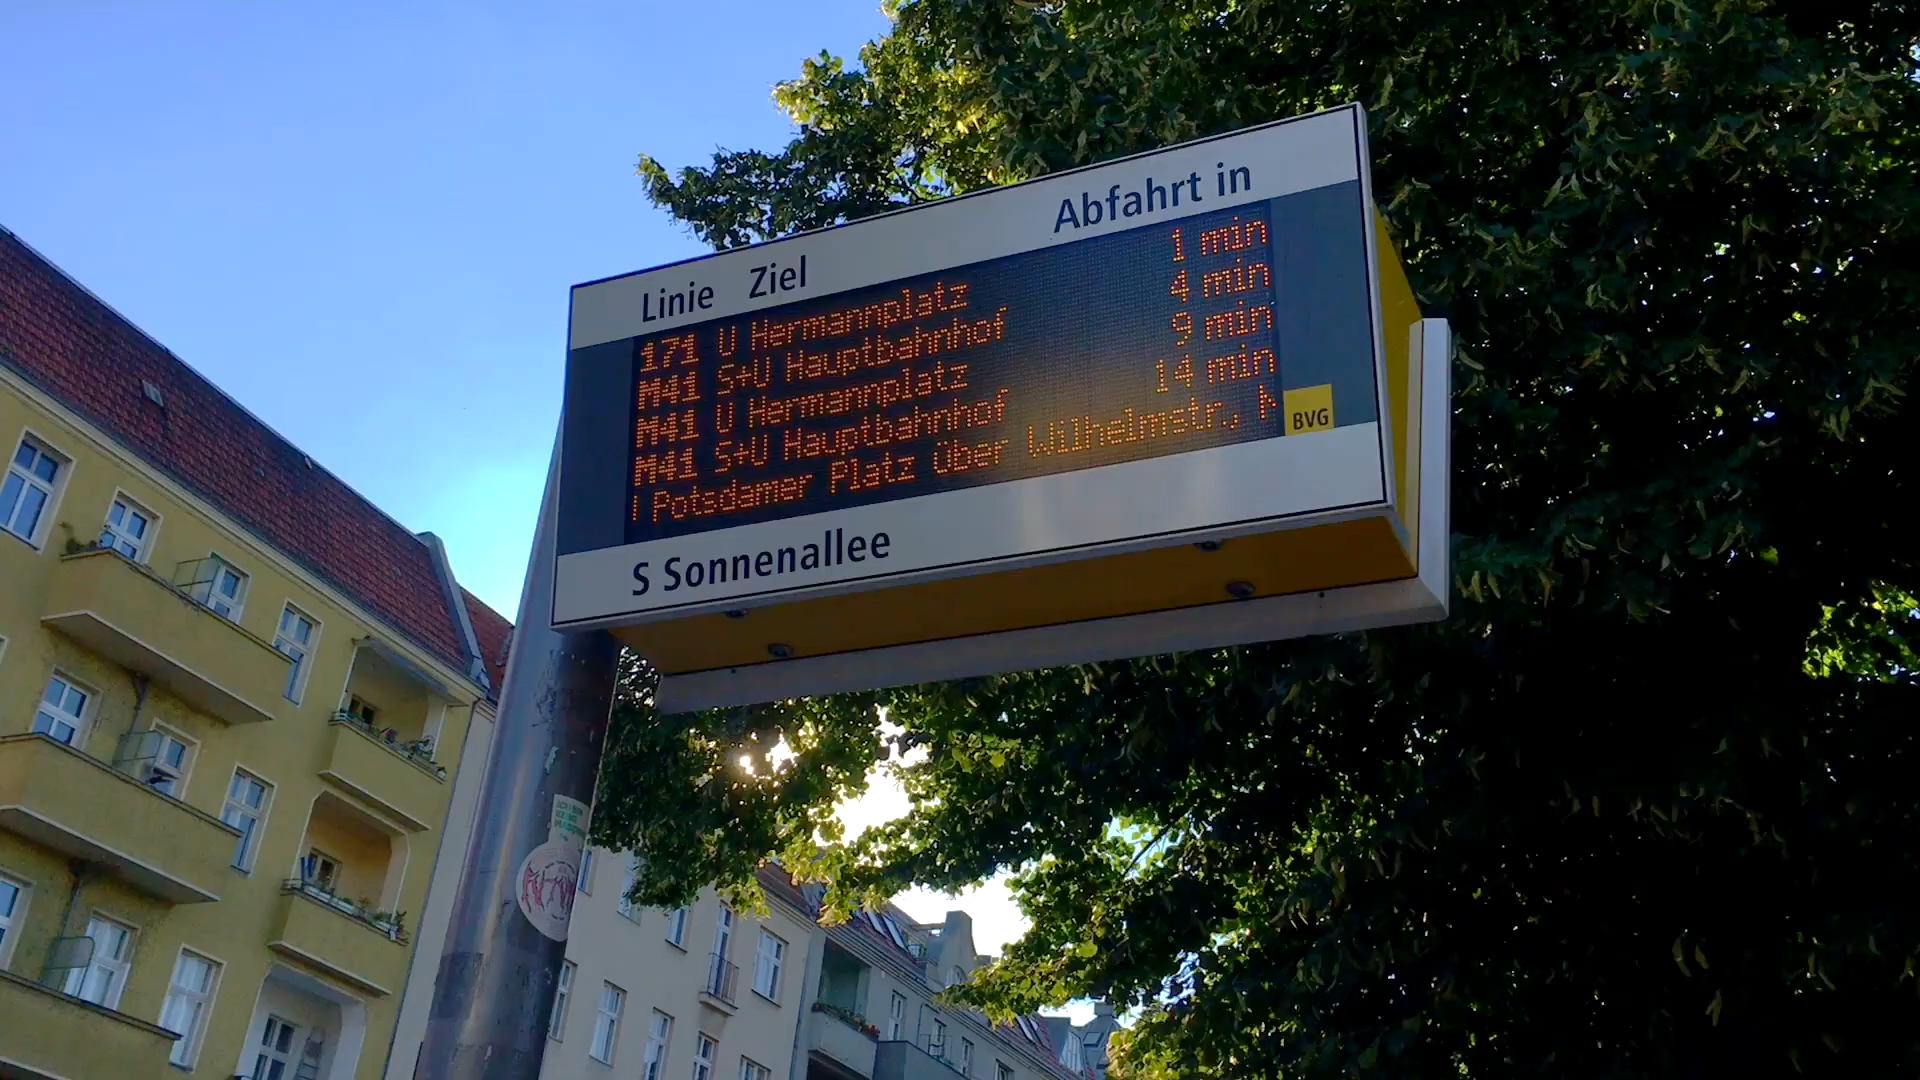 Linie Ziel Abfahrt in
171 U Hermannplatz 1 min
M41 S+U Hauptbahnhof 4 min
M41 U Hermannplatz 9 min
M41 S+U Hauptbahnhof 14 min
Potsdamer Platz über Wilhelmstr.,
BVG
S Sonnenallee